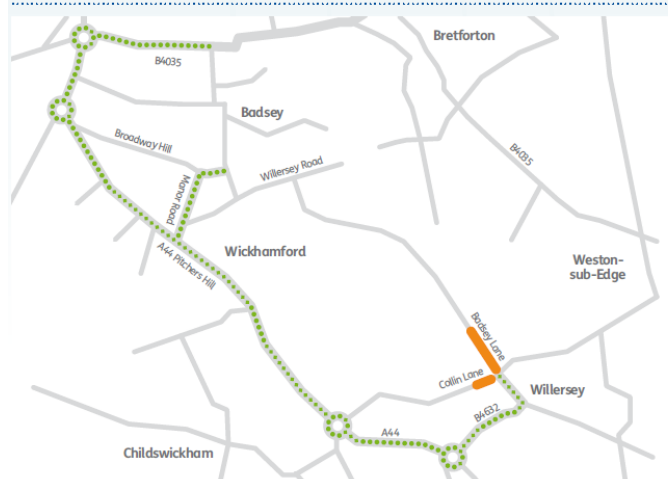 Bretforton
B4035
Badsey
Broadway Hill
B4035
Willersey Road
Manor Road
Wickhamford
A44 Pitchers Hill
Weston-
sub-Edge
Badsey Lane
Collin Lane
Willersey
B4632
A44
Childswickham